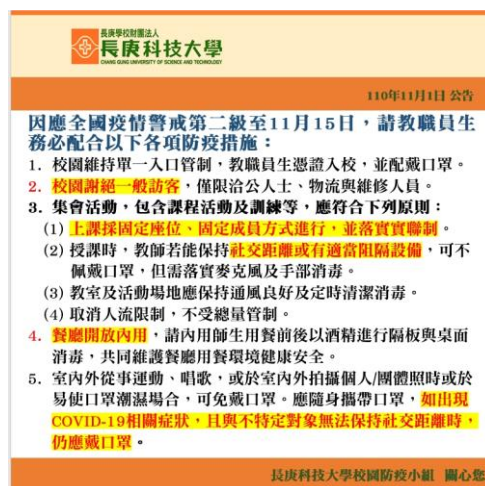 長庚學校財團法人
長庚科技大學
CHANG GUNG UNIVERSITY OF SCIENCE AND TECHNOLOGY
110年11月1日 公告
因應全國疫情警戒第二級至11月15日，請教職員生
務必配合以下各項防疫措施：
1. 校園維持單一入口管制，教職員生憑證入校，並配戴口罩。
2. 校園謝絕一般訪客，僅限洽公人士、物流與維修人員。
3. 集會活動，包含課程活動及訓練等，應符合下列原則：
(1) 上課採固定座位、固定成員方式進行，並落實實聯制。
(2) 授課時，教師若能保持社交距離或有適當阻隔設備，可不
佩戴口罩，但需落實麥克風及手部消毒。
(3) 教室及活動場地應保持通風良好及定時清潔消毒。
(4) 取消人流限制，不受總量管制。
4. 餐廳開放內用，請內用師生用餐前後以酒精進行隔板與桌面
消毒，共同維護餐廳用餐環境健康安全。
5. 室內外從事運動、唱歌，或於室內外拍攝個人/團體照時或於
易使口罩潮濕場合，可免戴口罩。應隨身攜帶口罩，如出現
COVID-19相關症狀，且與不特定對象無法保持社交距離時，
仍應戴口罩。
長庚科技大學校園防疫小組 關心您